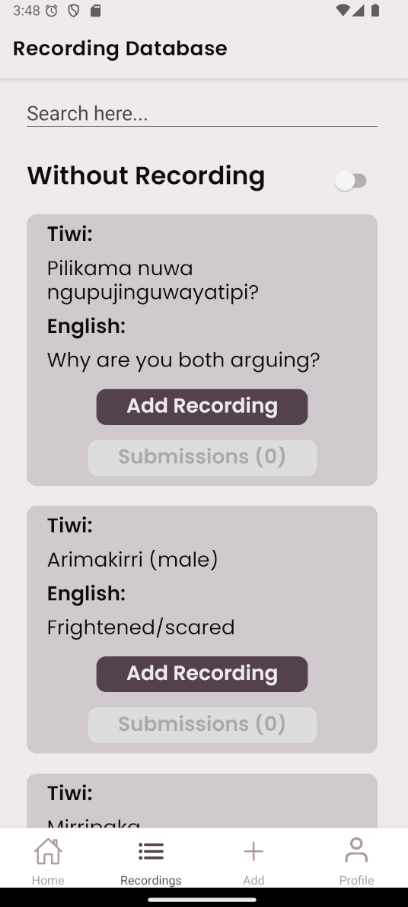 3:48
Recording Database
Search here...
Without Recording
Tiwi:
Pilikama nuwa
ngupujinguwayatipi?
English:
Why are you both arguing?
Add Recording
Submissions (0)
Tiwi:
Arimakirri (male)
English:
Frightened/scared
Add Recording
Submissions (0)
Tiwi:
Home
Recordings
Add
Profile